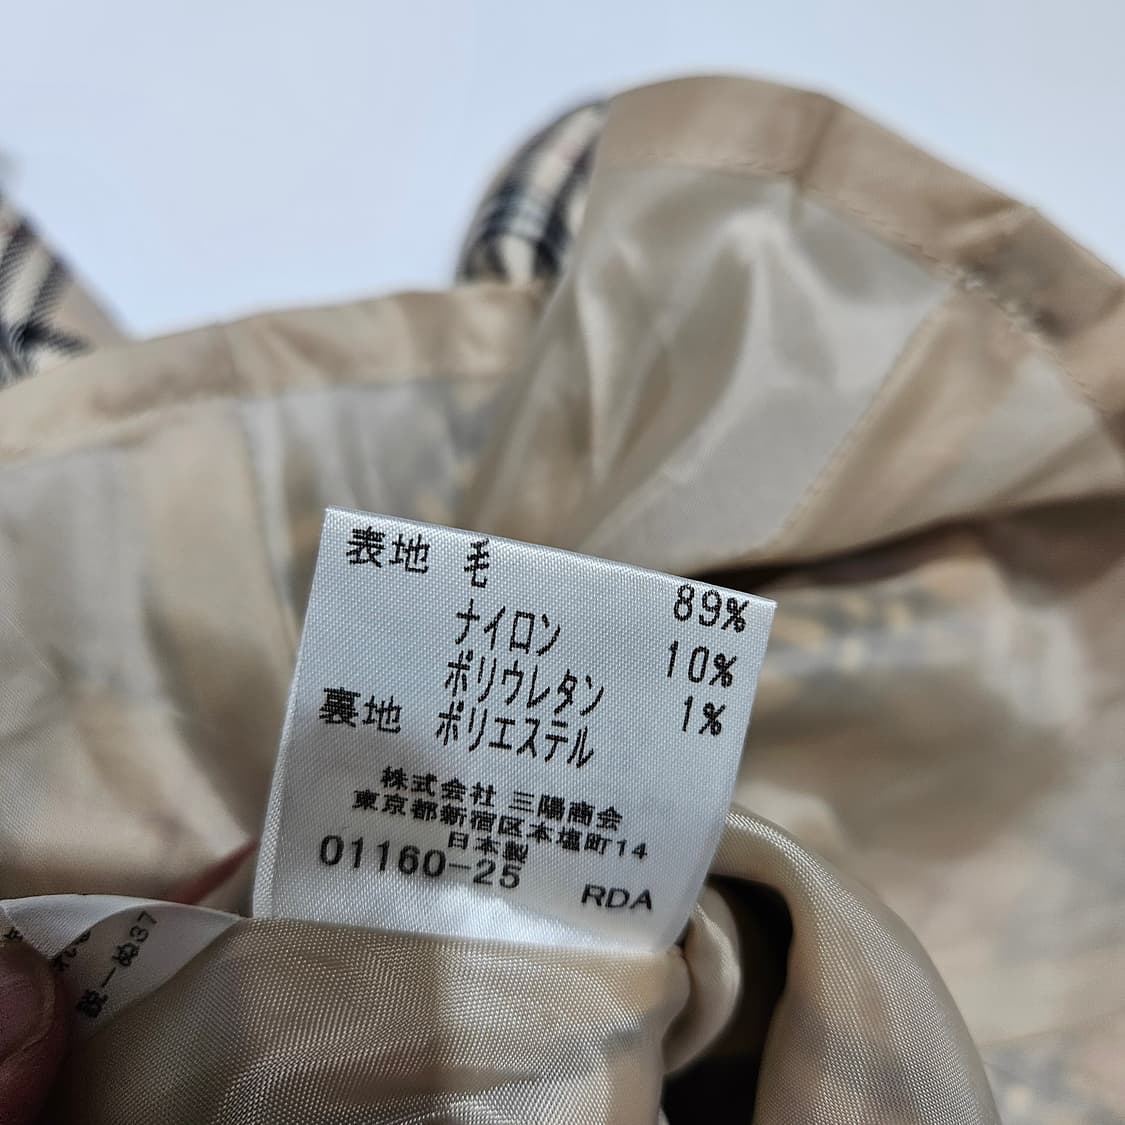 表地 毛 89%
ナイロン 10%
ポリウレタン 1%
裏地 ポリエステル
株式会社 三陽商会
東京都新宿区本塩町14
日本製
01160-25 RDA